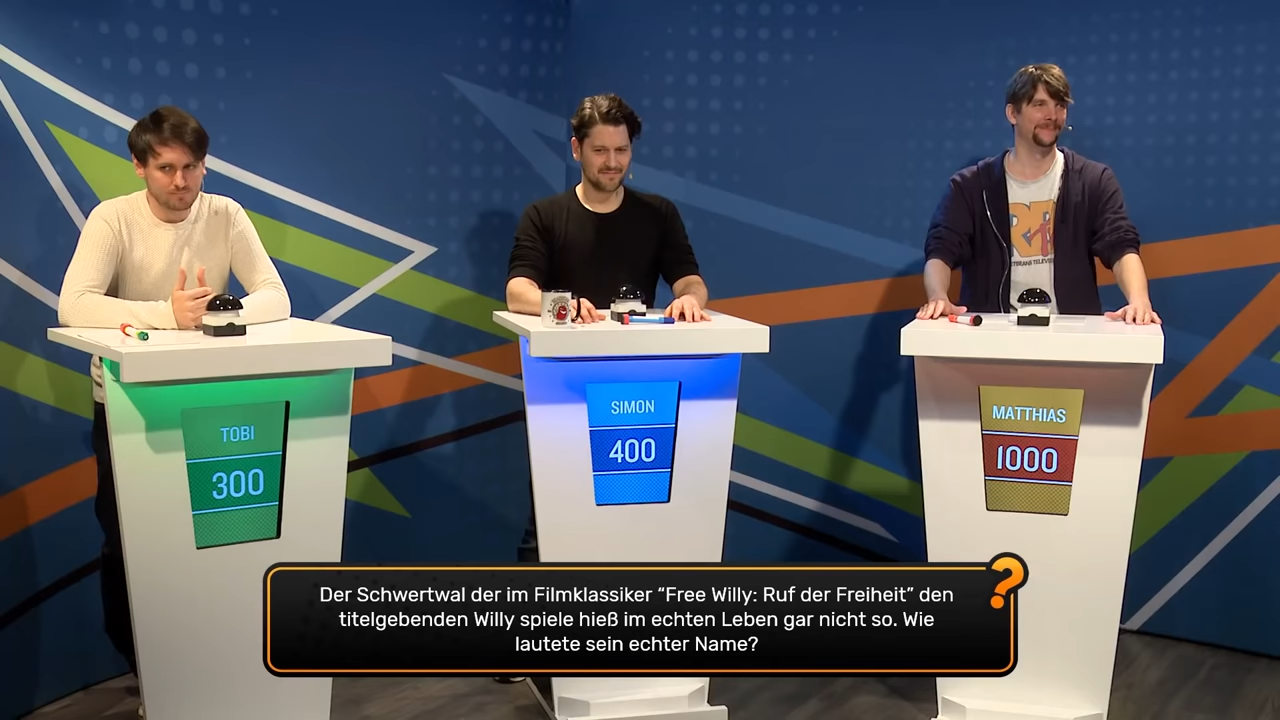 TOBI
300
SIMON
400
MATTHIAS
1000
Der Schwertwal der im Filmklassiker “Free Willy: Ruf der Freiheit” den
titelgebenden Willy spiele hieß im echten Leben gar nicht so. Wie
lautete sein echter Name?
?